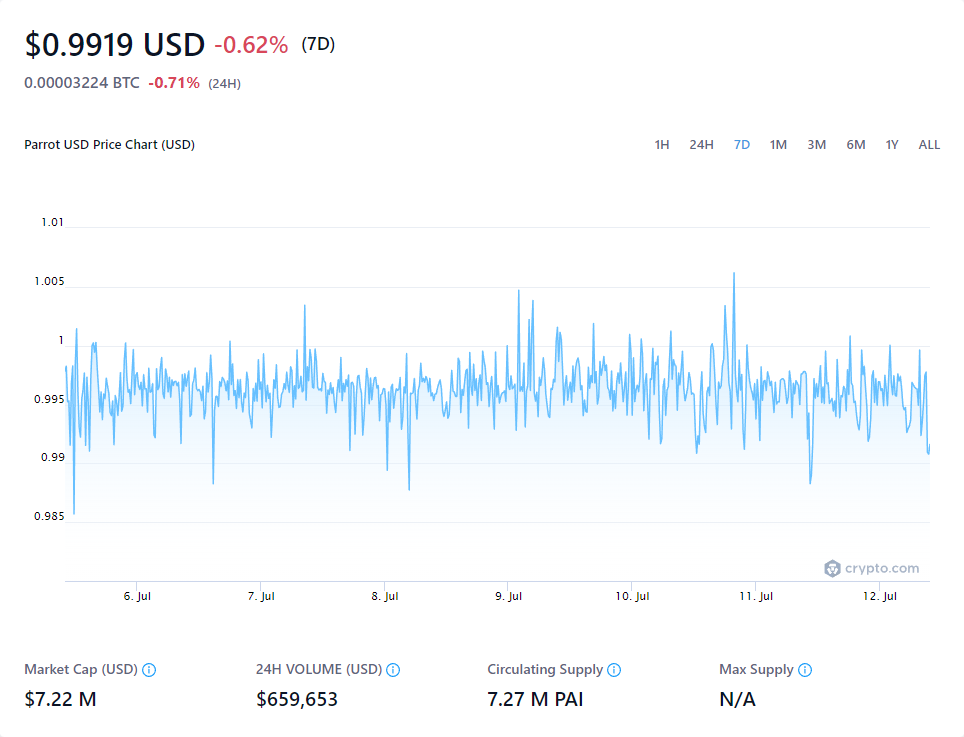 $0.9919 USD -0.62% (7D)
0.00003224 BTC -0.71% (24H)
Parrot USD Price Chart (USD)
1H 24H 7D 1M 3M 6M 1Y ALL
1.01
1.005
1
0.995
0.99
0.985
crypto.com
6. Jul 7. Jul 8. Jul 9. Jul 10. Jul 11. Jul 12. Jul
Market Cap (USD) 24H VOLUME (USD) Circulating Supply Max Supply
$7.22 M $659,653 7.27 M PAI N/A